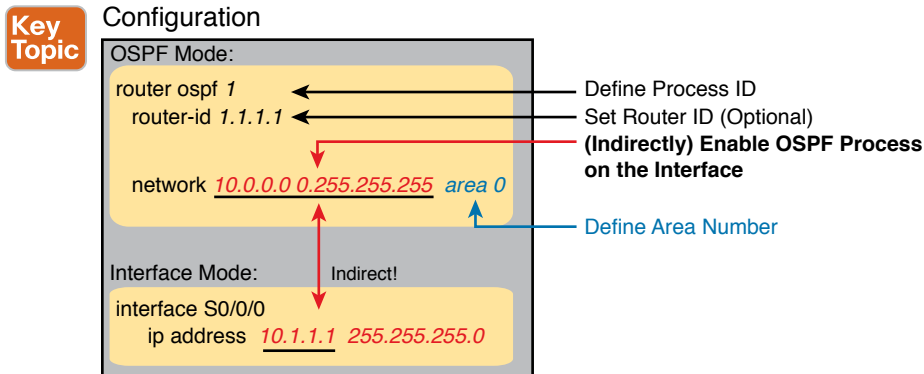 Key
Topic
Configuration
OSPF Mode:
router ospf 1
Define Process ID
router-id 1.1.1.1
Set Router ID (Optional)
(Indirectly) Enable OSPF Process
on the Interface
network 10.0.0.0 0.255.255.255 area 0
Define Area Number
Interface Mode:
Indirect!
interface S0/0/0
ip address 10.1.1.1 255.255.255.0